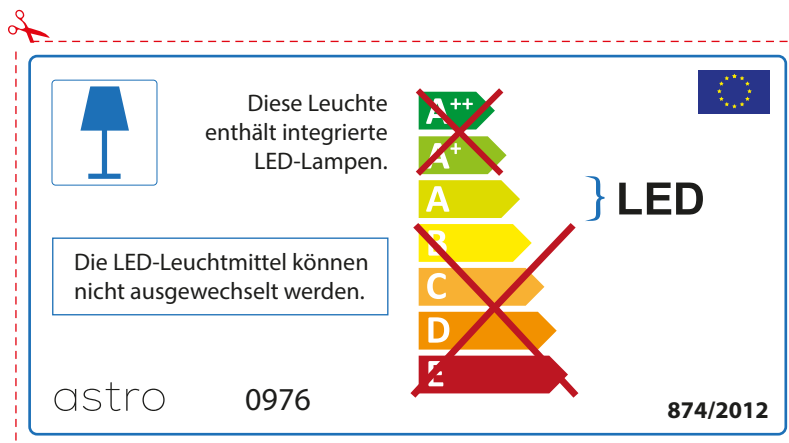 Diese Leuchte
enthält integrierte
LED-Lampen.
Die LED-Leuchtmittel können
nicht ausgewechselt werden.
A++
A+
A
B
C
D
E
LED
astro
0976
874/2012